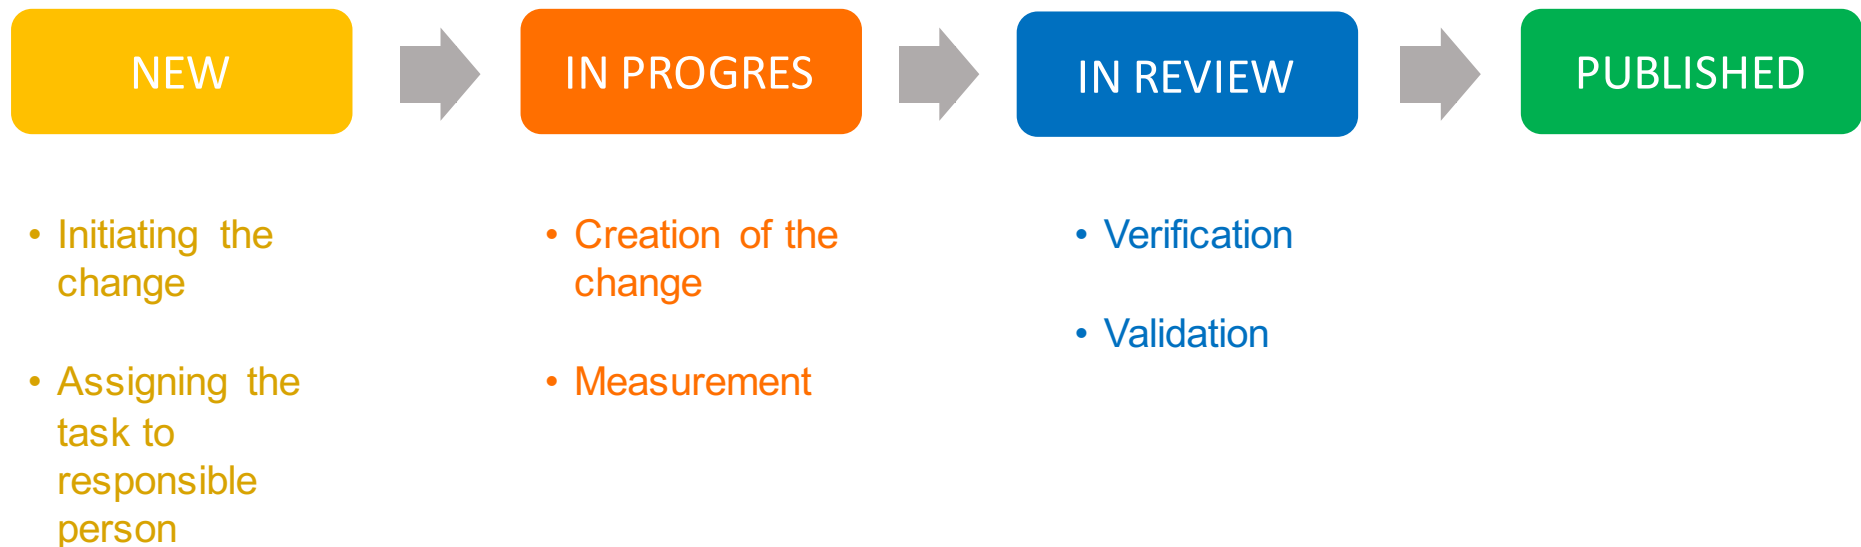 NEW
IN PROGRES
IN REVIEW
PUBLISHED
• Initiating the
change
• Assigning the
task to
responsible
person
• Creation of the
change
• Measurement
• Verification
• Validation